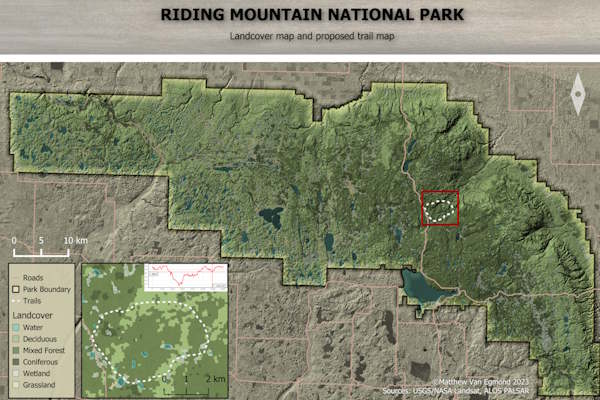 RIDING MOUNTAIN NATIONAL PARK
Landcover map and proposed trail map
0 5 10 km
Roads
Park Boundary
Trails
Landcover
Water
Deciduous
Mixed Forest
Coniferous
Wetland
Grassland
0 1 2 km
©Matthew Van Egmond 2023
Sources: USGS/NASA Landsat, ALOS PALSAR